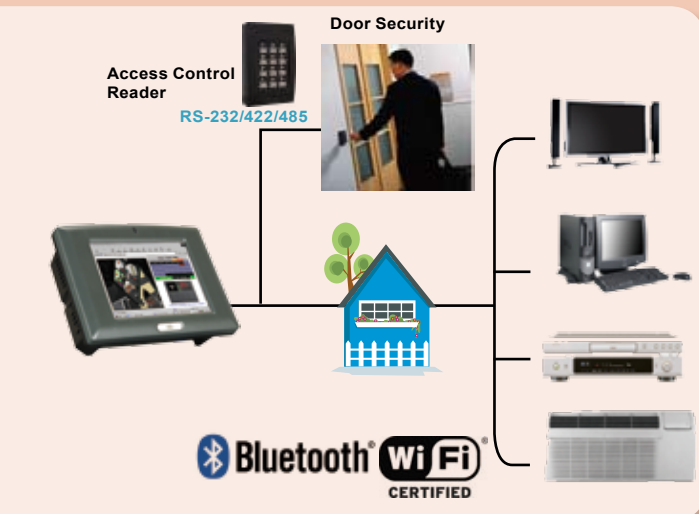 Door Security
Access Control
Reader
RS-232/422/485
Bluetooth®
Wi Fi®
CERTIFIED